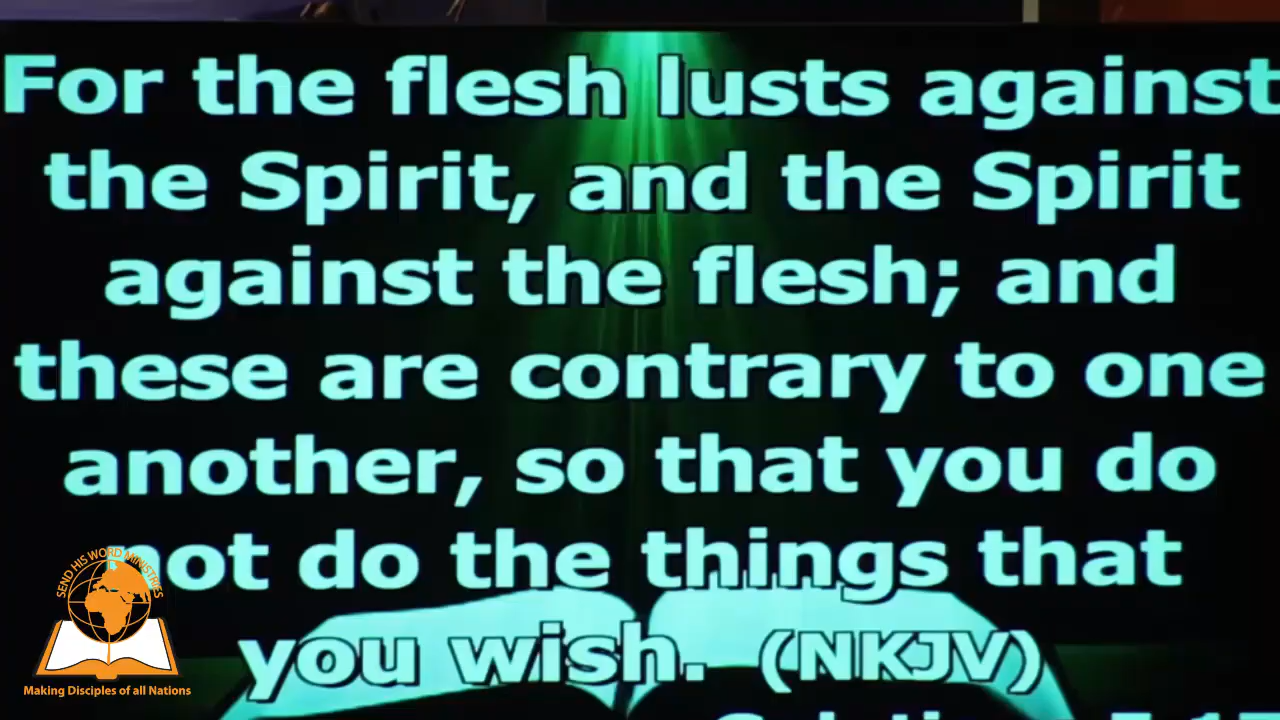 For the flesh lusts against
the Spirit, and the Spirit
against the flesh; and
these are contrary to one
another, so that you do
not do the things that
you wish. (NKJV)
SEND HIS WORD MINISTRIES
Making Disciples of all Nations